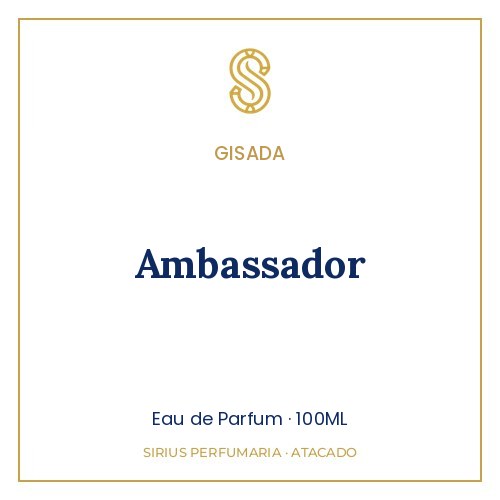 GISADA
Ambassador
Eau de Parfum · 100ML
SIRIUS PERFUMARIA · ATACADO